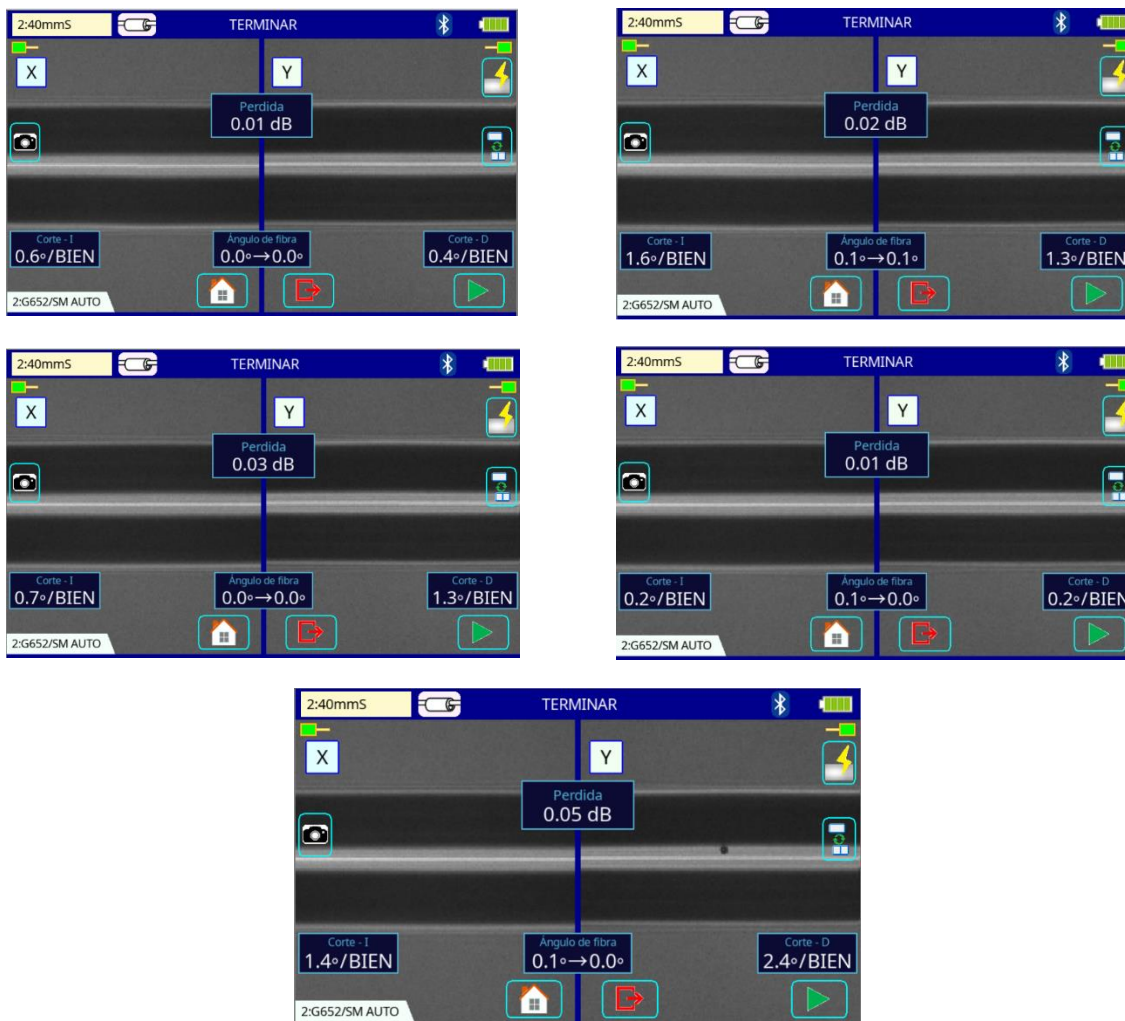 2:40mmS TERMINAR
X Y
Perdida
0.01 dB
Corte - I Ángulo de fibra Corte - D
0.6°/BIEN 0.0°→0.0° 0.4°/BIEN
2:G652/SM AUTO
2:40mmS TERMINAR
X Y
Perdida
0.02 dB
Corte - I Ángulo de fibra Corte - D
1.6°/BIEN 0.1°→0.1° 1.3°/BIEN
2:G652/SM AUTO
2:40mmS TERMINAR
X Y
Perdida
0.03 dB
Corte - I Ángulo de fibra Corte - D
0.7°/BIEN 0.0°→0.0° 1.3°/BIEN
2:G652/SM AUTO
2:40mmS TERMINAR
X Y
Perdida
0.01 dB
Corte - I Ángulo de fibra Corte - D
0.2°/BIEN 0.1°→0.0° 0.2°/BIEN
2:G652/SM AUTO
2:40mmS TERMINAR
X Y
Perdida
0.05 dB
Corte - I Ángulo de fibra Corte - D
1.4°/BIEN 0.1°→0.0° 2.4°/BIEN
2:G652/SM AUTO